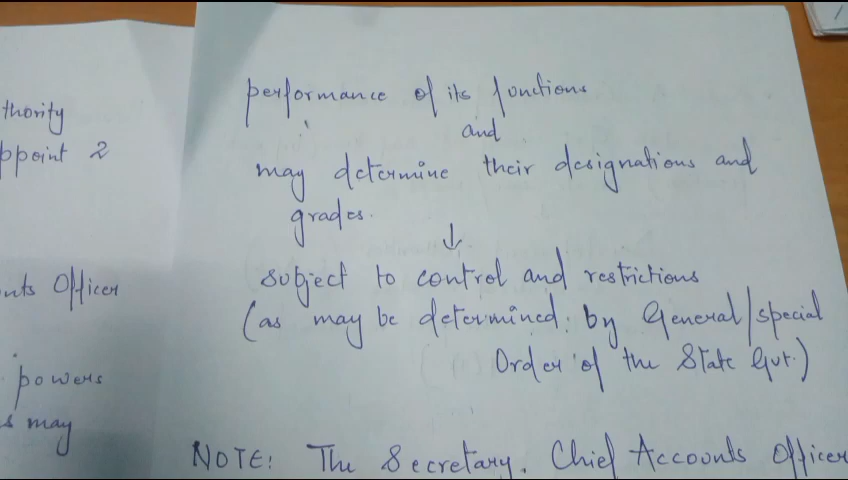 thority
ppoint 2
nts Officer
powers
s may
performance of its functions
and
may determine their designations and
grades.
↓
subject to control and restrictions
(as may be determined: by General/special
Order of the State Gvt.)
NOTE: The Secretary, Chief Accounts Officer